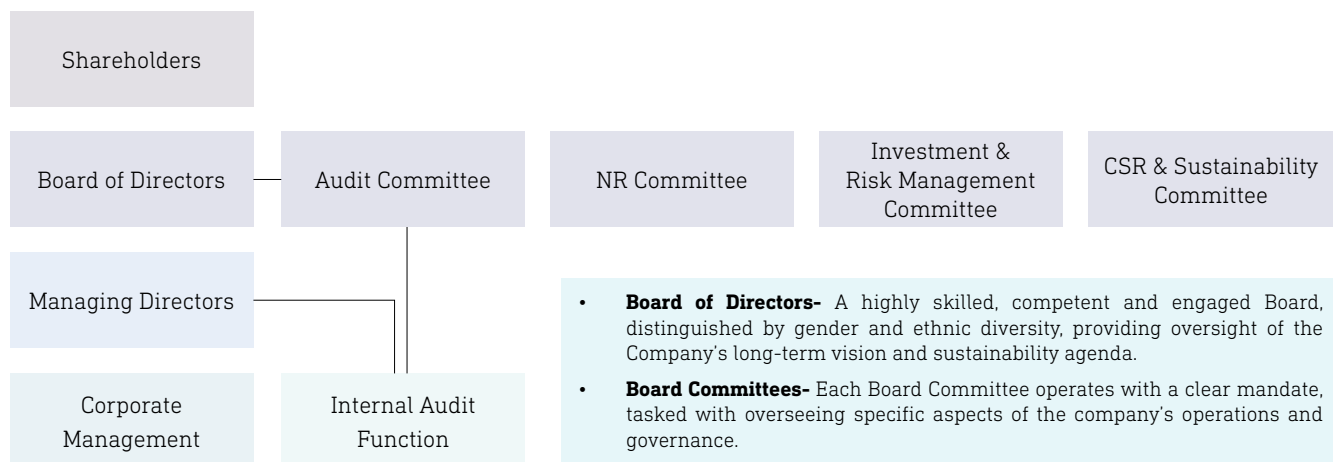 Shareholders
Board of Directors
Audit Committee
NR Committee
Investment &
Risk Management
Committee
CSR & Sustainability
Committee
Managing Directors
Corporate
Management
Internal Audit
Function
• Board of Directors- A highly skilled, competent and engaged Board,
distinguished by gender and ethnic diversity, providing oversight of the
Company's long-term vision and sustainability agenda.
• Board Committees- Each Board Committee operates with a clear mandate,
tasked with overseeing specific aspects of the company's operations and
governance.